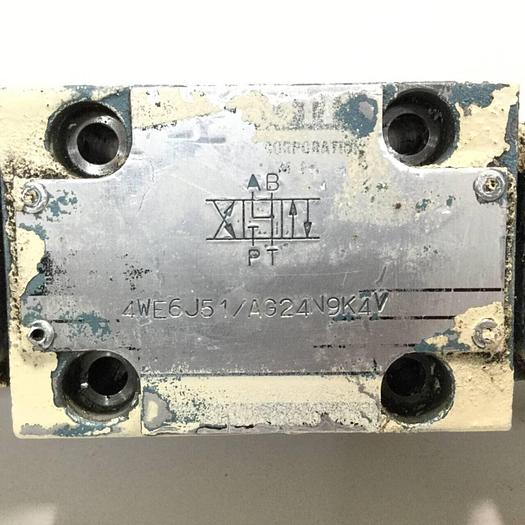 CORPORATION
A B
P T
4WE6J51/AG24N9K4V